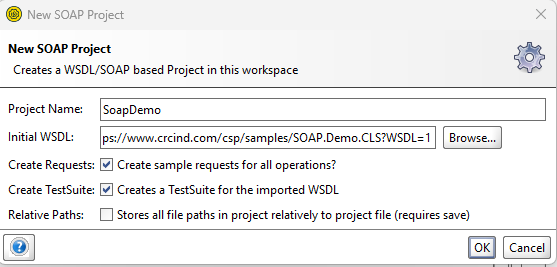 New SOAP Project
New SOAP Project
Creates a WSDL/SOAP based Project in this workspace
Project Name: SoapDemo
Initial WSDL: ps://www.crcind.com/csp/samples/SOAP.Demo.CLS?WSDL=1 Browse...
Create Requests: Create sample requests for all operations?
Create TestSuite: Creates a TestSuite for the imported WSDL
Relative Paths: Stores all file paths in project relatively to project file (requires save)
? OK Cancel